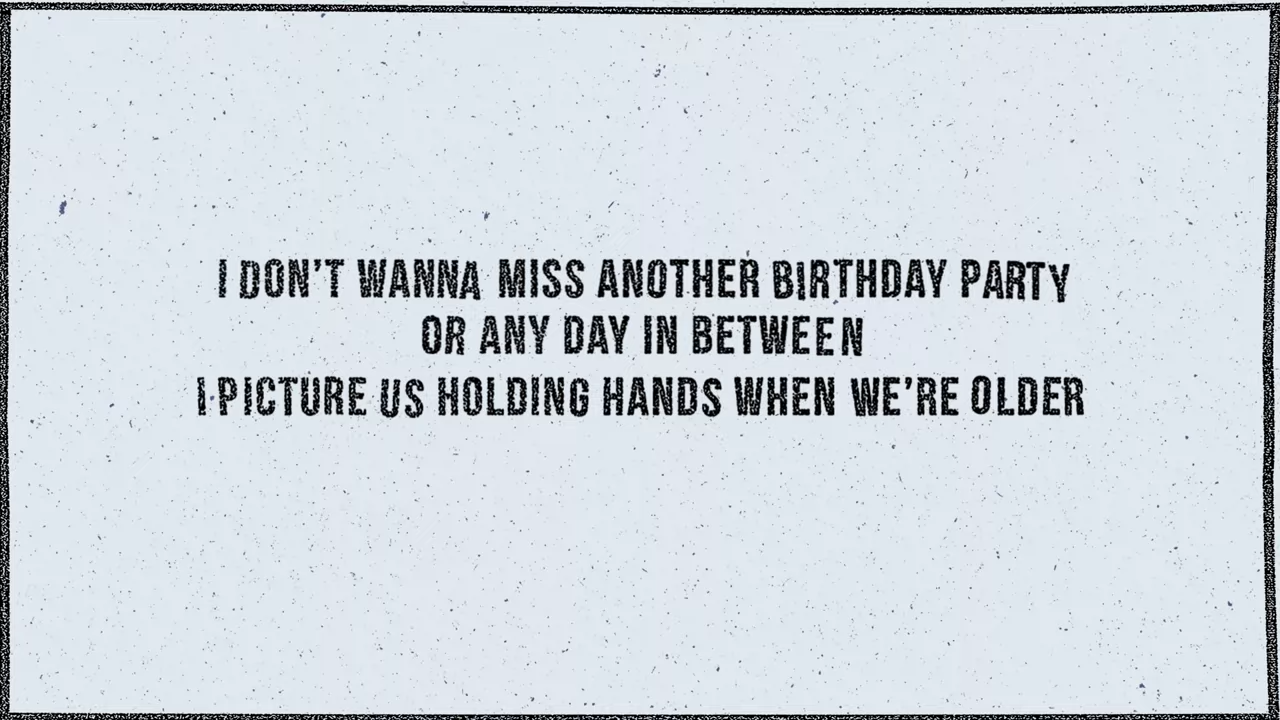 I DON'T WANNA MISS ANOTHER BIRTHDAY PARTY
OR ANY DAY IN BETWEEN
I PICTURE US HOLDING HANDS WHEN WE'RE OLDER